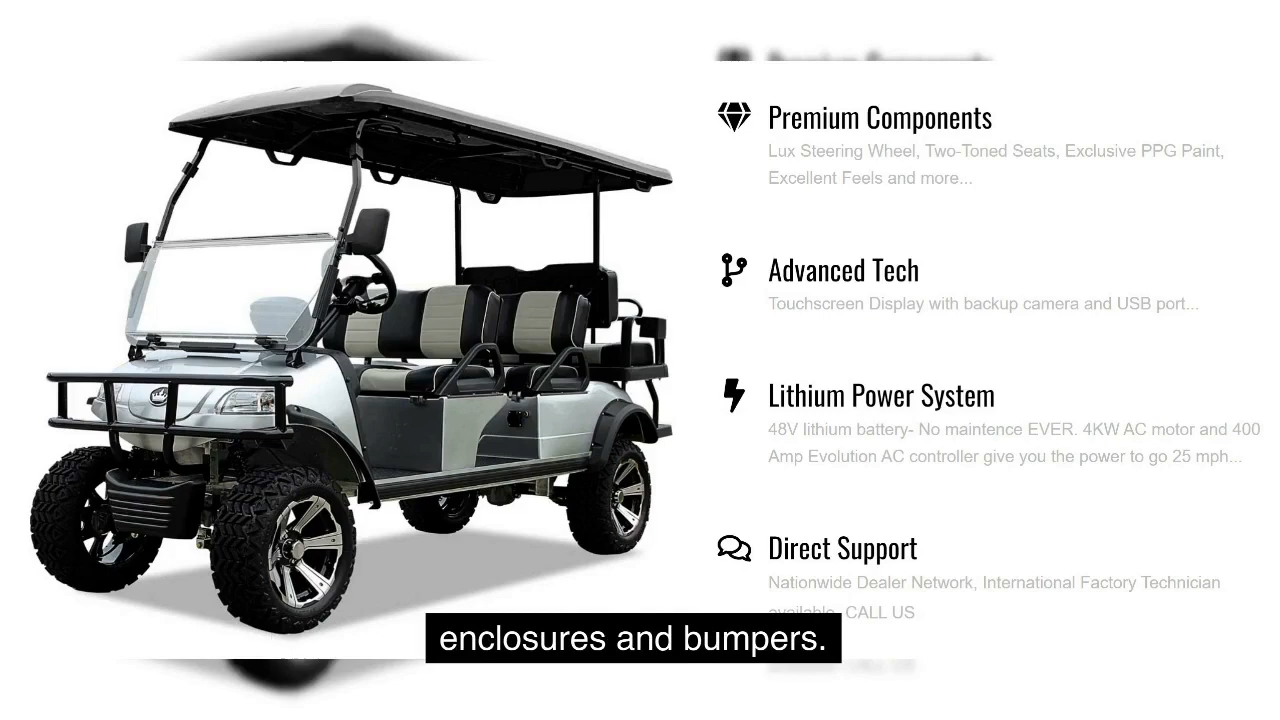 Premium Components
Lux Steering Wheel, Two-Toned Seats, Exclusive PPG Paint,
Excellent Feels and more...
Advanced Tech
Touchscreen Display with backup camera and USB port...
Lithium Power System
48V lithium battery- No maintence EVER. 4KW AC motor and 400
Amp Evolution AC controller give you the power to go 25 mph...
Direct Support
Nationwide Dealer Network, International Factory Technician
available. CALL US
enclosures and bumpers.